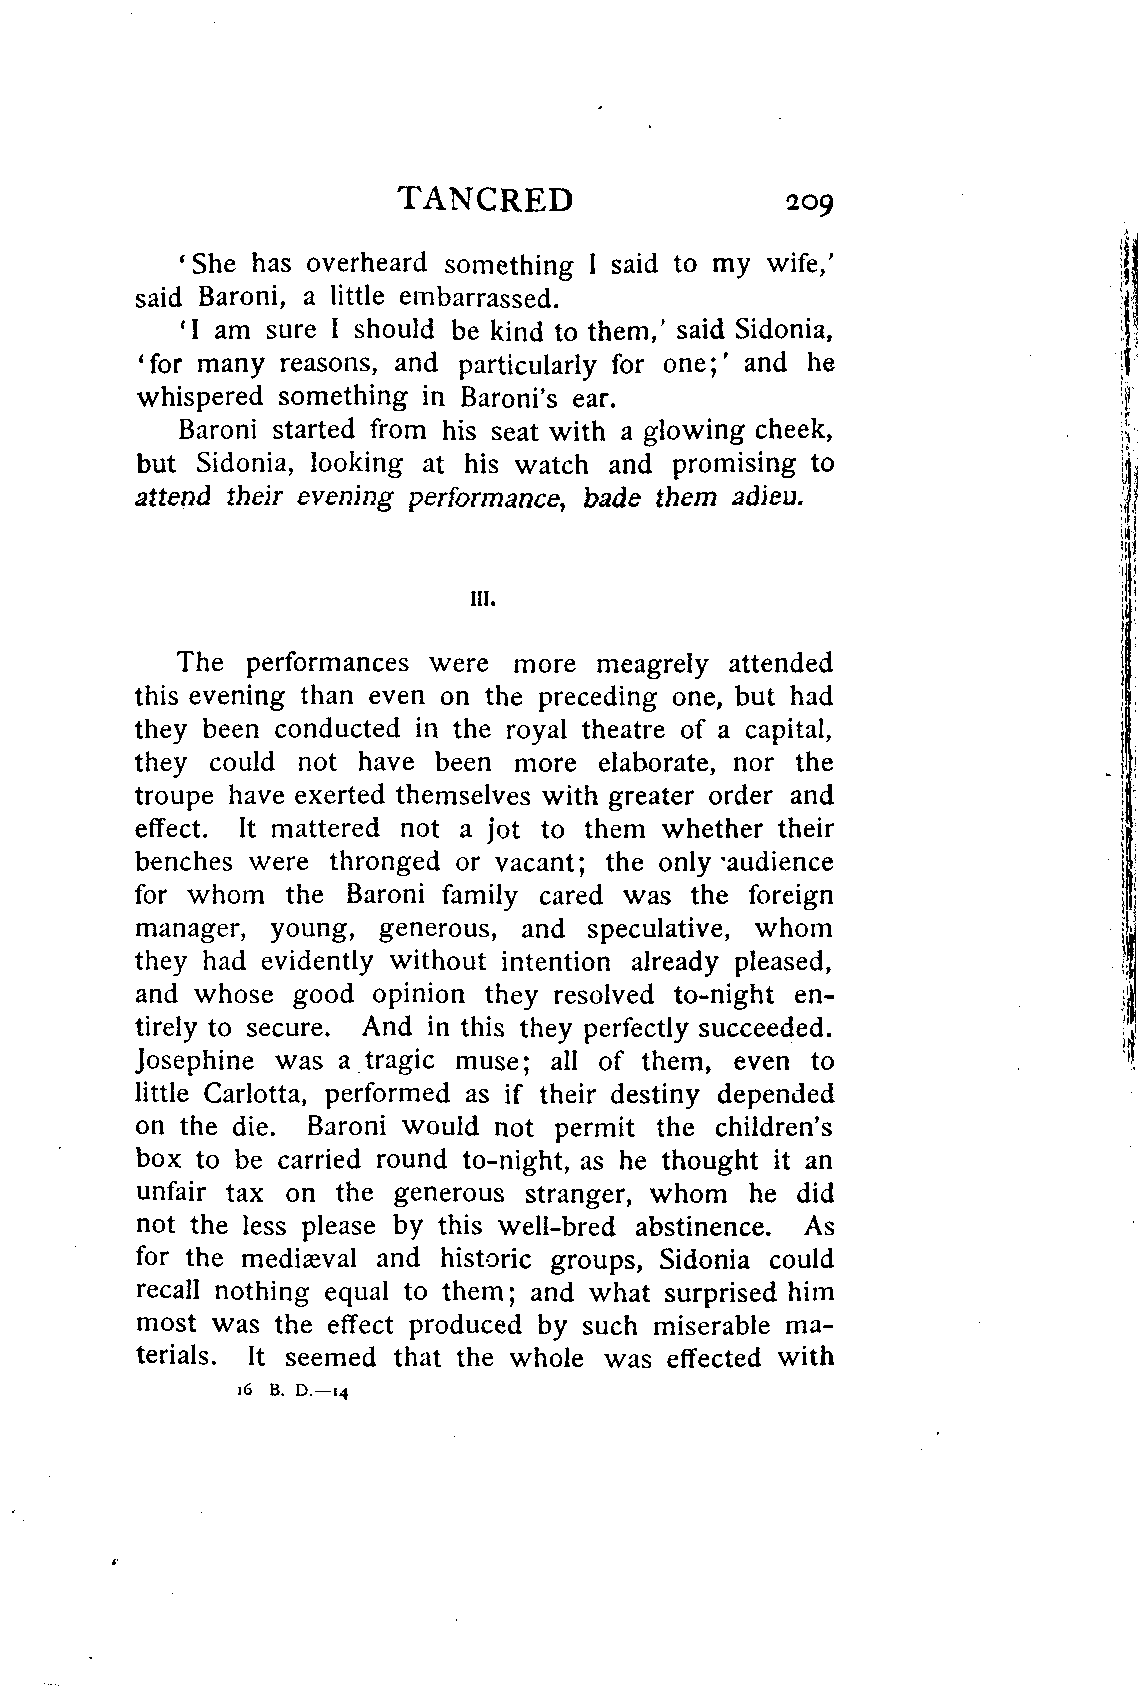 TANCRED 209
‘She has overheard something I said to my wife,’
said Baroni, a little embarrassed.
‘I am sure I should be kind to them,’ said Sidonia,
‘for many reasons, and particularly for one;’ and he
whispered something in Baroni's ear.
Baroni started from his seat with a glowing cheek,
but Sidonia, looking at his watch and promising to
attend their evening performance, bade them adieu.
III.
The performances were more meagrely attended
this evening than even on the preceding one, but had
they been conducted in the royal theatre of a capital,
they could not have been more elaborate, nor the
troupe have exerted themselves with greater order and
effect. It mattered not a jot to them whether their
benches were thronged or vacant; the only audience
for whom the Baroni family cared was the foreign
manager, young, generous, and speculative, whom
they had evidently without intention already pleased,
and whose good opinion they resolved to-night en-
tirely to secure. And in this they perfectly succeeded.
Josephine was a tragic muse; all of them, even to
little Carlotta, performed as if their destiny depended
on the die. Baroni would not permit the children's
box to be carried round to-night, as he thought it an
unfair tax on the generous stranger, whom he did
not the less please by this well-bred abstinence. As
for the mediæval and historic groups, Sidonia could
recall nothing equal to them; and what surprised him
most was the effect produced by such miserable ma-
terials. It seemed that the whole was effected with
16 B. D.—14